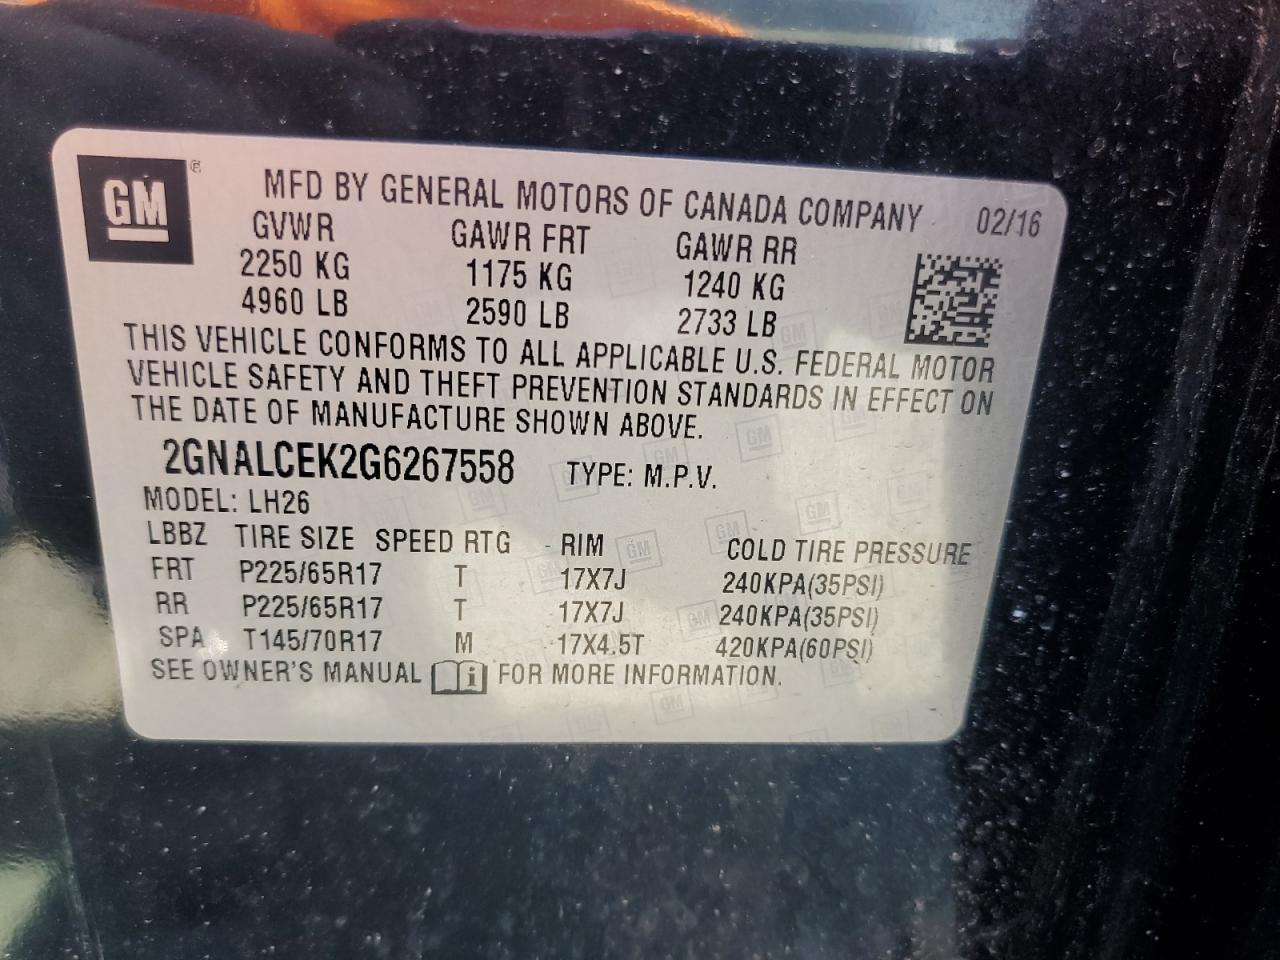 GM ® MFD BY GENERAL MOTORS OF CANADA COMPANY 02/16
GVWR GAWR FRT GAWR RR
2250 KG 1175 KG 1240 KG
4960 LB 2590 LB 2733 LB
THIS VEHICLE CONFORMS TO ALL APPLICABLE U.S. FEDERAL MOTOR
VEHICLE SAFETY AND THEFT PREVENTION STANDARDS IN EFFECT ON
THE DATE OF MANUFACTURE SHOWN ABOVE.
2GNALCEK2G6267558 TYPE: M.P.V.
MODEL: LH26
LBBZ TIRE SIZE SPEED RTG RIM COLD TIRE PRESSURE
FRT P225/65R17 T 17X7J 240KPA(35PSI)
RR P225/65R17 T 17X7J 240KPA(35PSI)
SPA T145/70R17 M 17X4.5T 420KPA(60PSI)
SEE OWNER'S MANUAL FOR MORE INFORMATION.